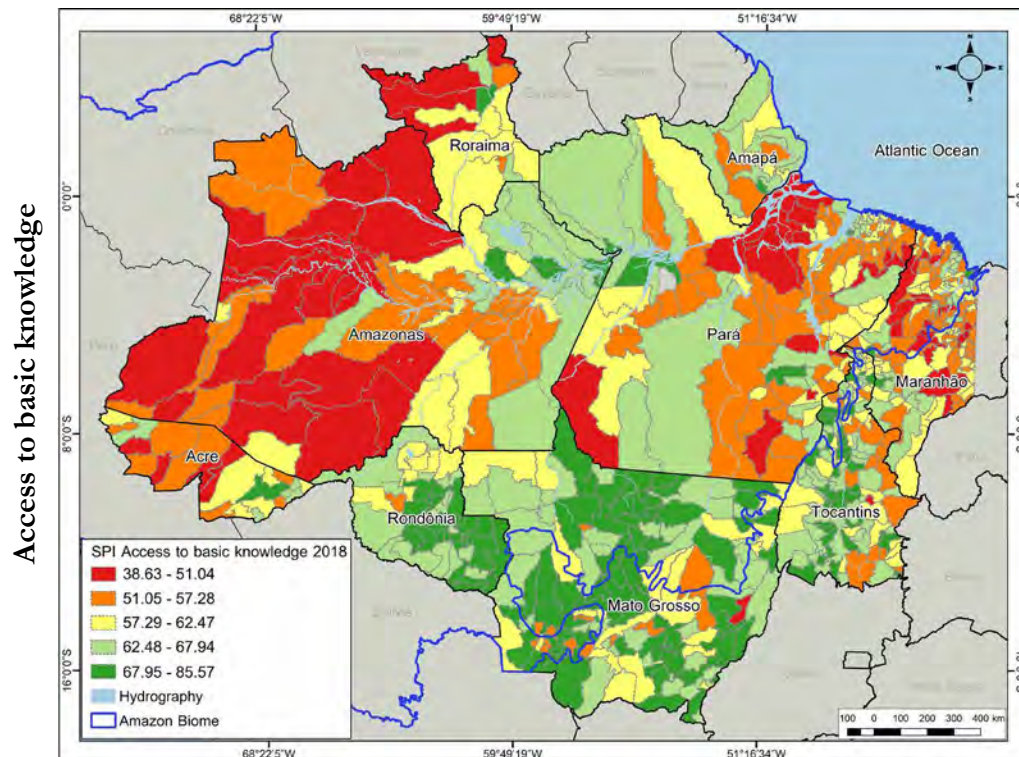 Access to basic knowledge
68°22'5"W
59°49'19"W
51°16'34"W
N
W
E
S
Roraima
Amapá
Atlantic Ocean
0°0'0"
Amazonas
Pará
Maranhão
8°0'0"S
Acre
Rondônia
Tocantins
Mato Grosso
16°0'0"S
SPI Access to basic knowledge 2018
38.63 - 51.04
51.05 - 57.28
57.29 - 62.47
62.48 - 67.94
67.95 - 85.57
Hydrography
Amazon Biome
100 0 100 200 300 400 km
68°22'5"W
59°49'19"W
51°16'34"W